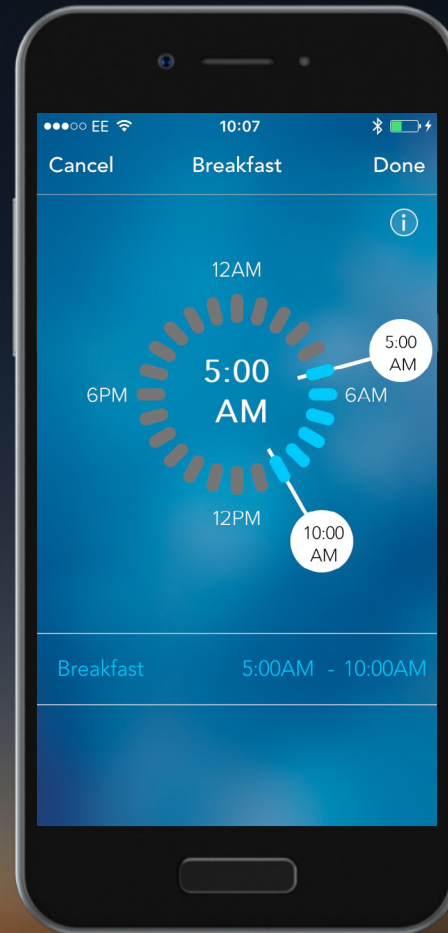 EE 10:07
Cancel Breakfast Done
12AM
5:00
AM
5:00
AM
6PM
6AM
12PM
10:00
AM
Breakfast 5:00AM - 10:00AM